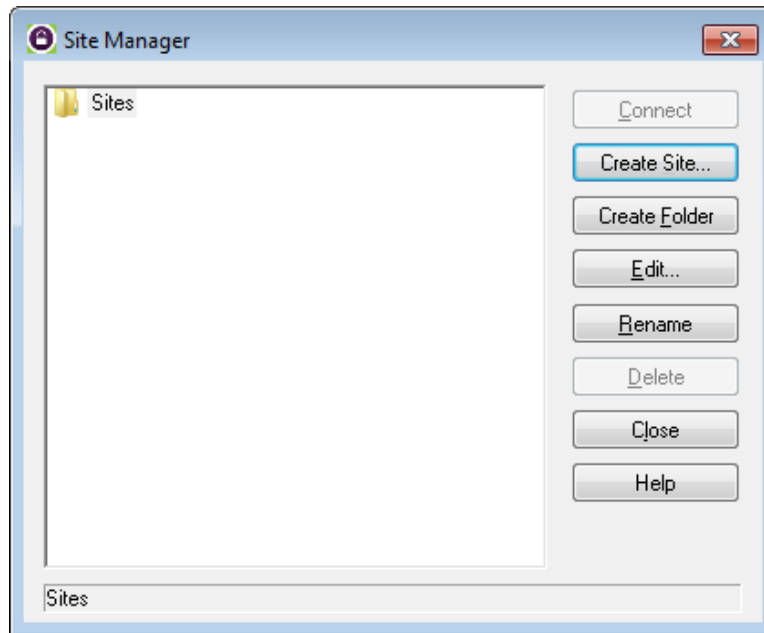 Site Manager
Sites
Connect
Create Site...
Create Folder
Edit...
Rename
Delete
Close
Help
Sites